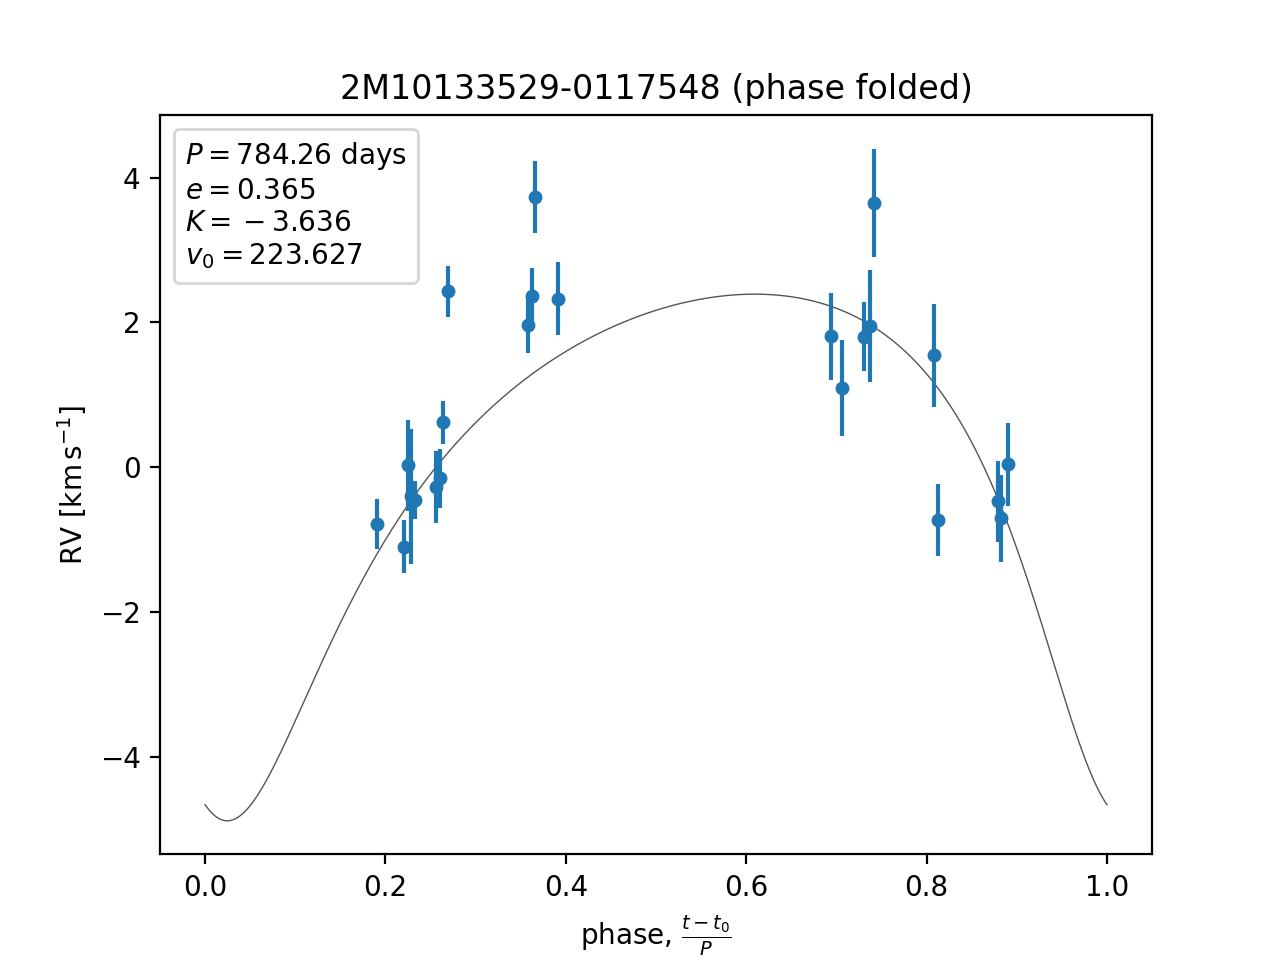 2M10133529-0117548 (phase folded)
P = 784.26 days
e = 0.365
K = −3.636
v₀ = 223.627
4
2
0
−2
−4
RV [km s⁻¹]
0.0 0.2 0.4 0.6 0.8 1.0
phase, (t − t₀)/P